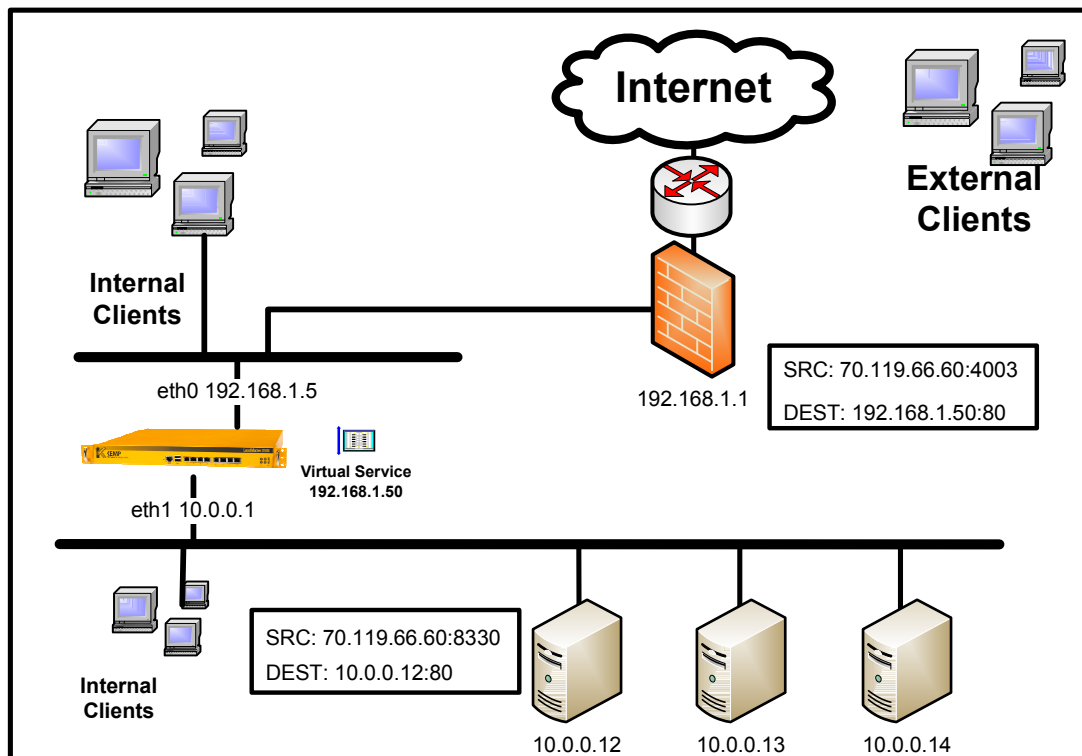 Internet
External
Clients
Internal
Clients
SRC: 70.119.66.60:4003
DEST: 192.168.1.50:80
192.168.1.1
eth0 192.168.1.5
KEMP
Virtual Service
192.168.1.50
eth1 10.0.0.1
SRC: 70.119.66.60:8330
DEST: 10.0.0.12:80
Internal
Clients
10.0.0.12
10.0.0.13
10.0.0.14